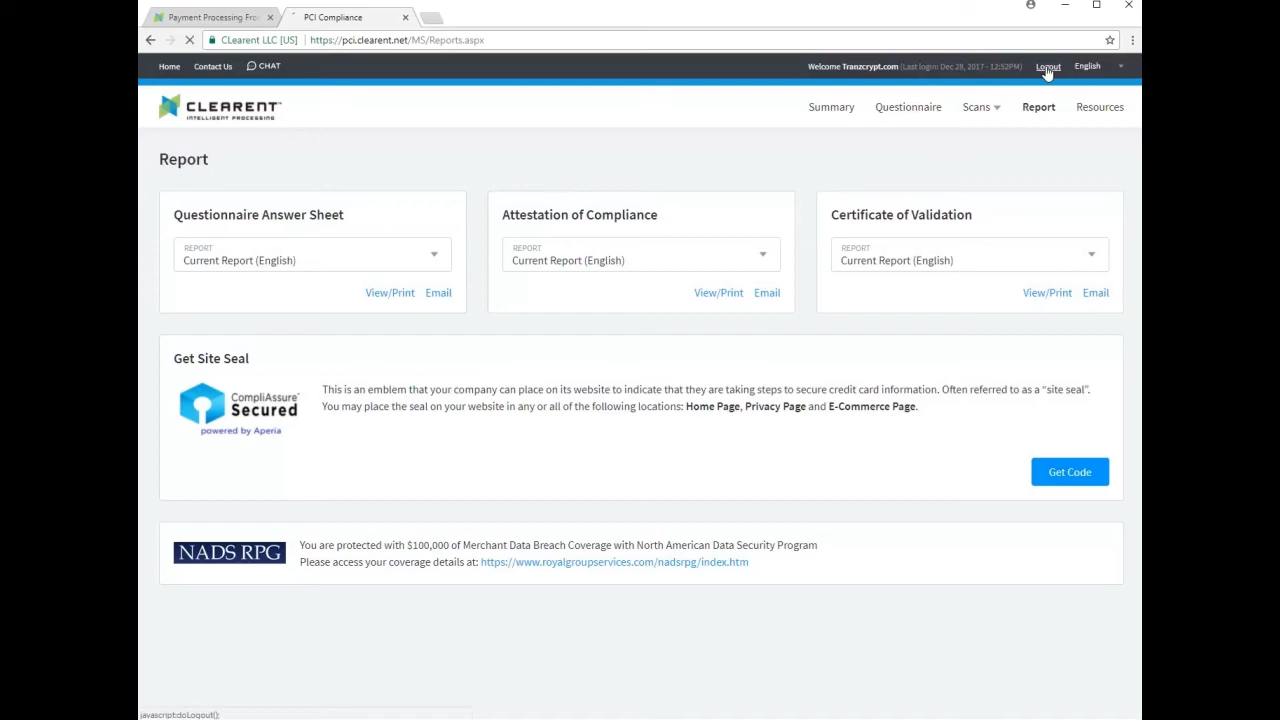 Payment Processing Fro
PCI Compliance
CLearent LLC [US]
https://pci.clearent.net/MS/Reports.aspx
Home
Contact Us
CHAT
Welcome Tranzcrypt.com (Last login: Dec 28, 2017 - 12:52PM)
Logout
English
CLEARENT
INTELLIGENT PROCESSING
Summary
Questionnaire
Scans
Report
Resources
Report
Questionnaire Answer Sheet
REPORT
Current Report (English)
View/Print
Email
Attestation of Compliance
REPORT
Current Report (English)
View/Print
Email
Certificate of Validation
REPORT
Current Report (English)
View/Print
Email
Get Site Seal
CompliAssure
Secured
powered by Aperia
This is an emblem that your company can place on its website to indicate that they are taking steps to secure credit card information. Often referred to as a “site seal”.
You may place the seal on your website in any or all of the following locations: Home Page, Privacy Page and E-Commerce Page.
Get Code
NADS RPG
You are protected with $100,000 of Merchant Data Breach Coverage with North American Data Security Program
Please access your coverage details at: https://www.royalgroupservices.com/nadsrpg/index.htm
javascript:doLogout();